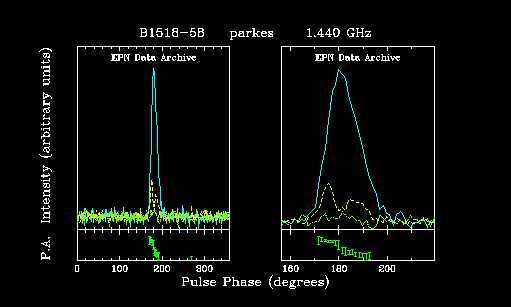 B1518-58 parkes 1.440 GHz
EPN Data Archive
EPN Data Archive
P.A. Intensity (arbitrary units)
0 100 200 300
160 180 200
Pulse Phase (degrees)